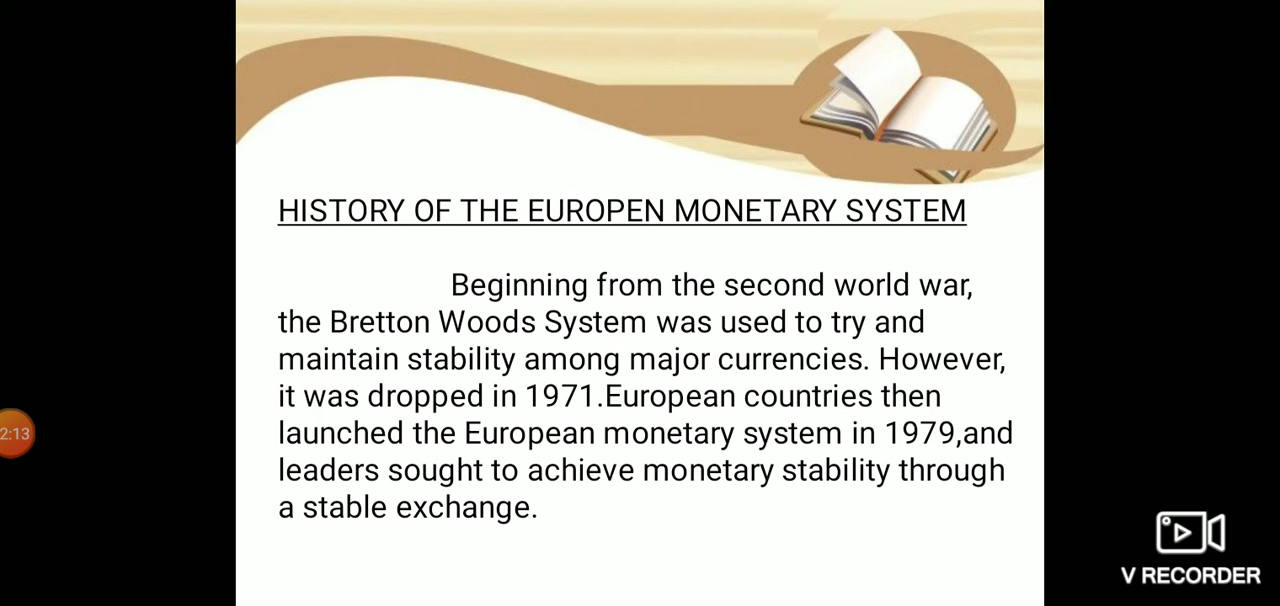 HISTORY OF THE EUROPEN MONETARY SYSTEM
Beginning from the second world war,
the Bretton Woods System was used to try and
maintain stability among major currencies. However,
it was dropped in 1971.European countries then
launched the European monetary system in 1979,and
leaders sought to achieve monetary stability through
a stable exchange.
2:13
V RECORDER